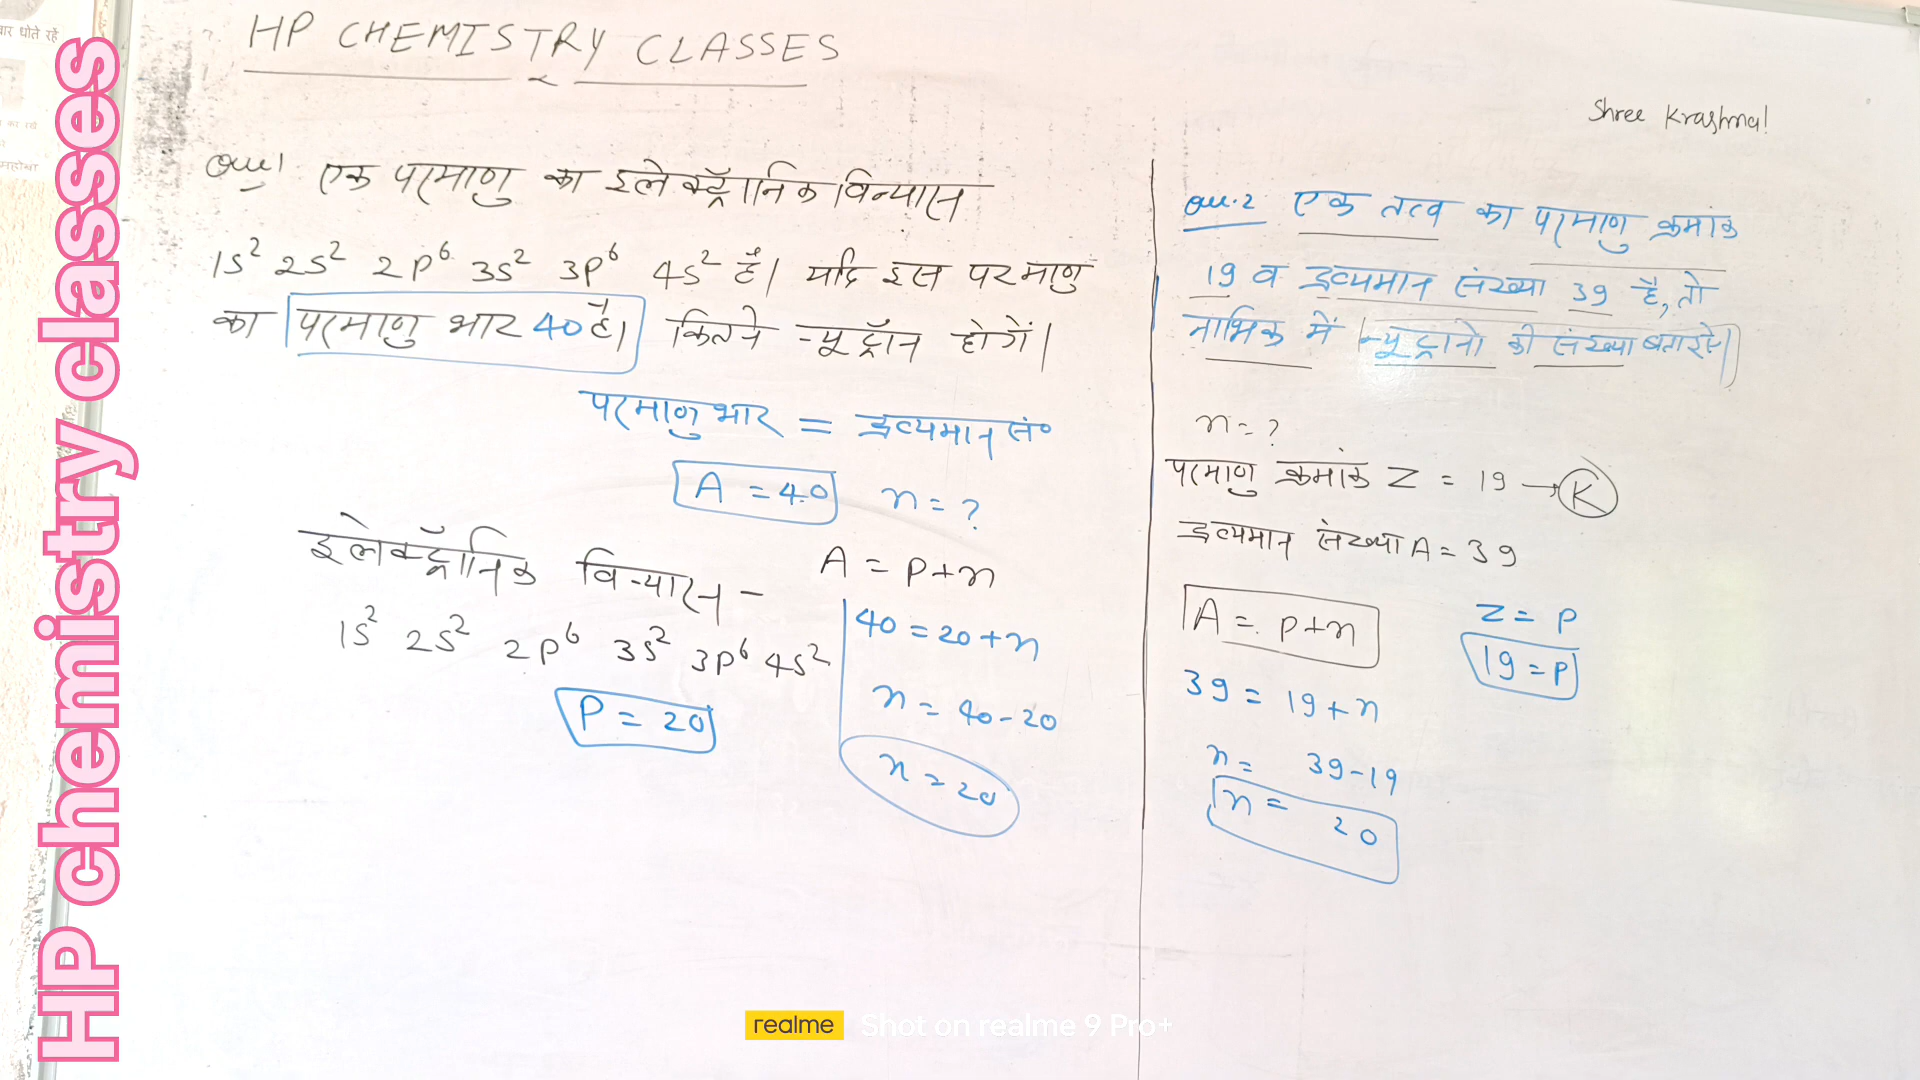 HP chemistry classes
ार धोते रहें
HP CHEMISTRY CLASSES
Shree Krashna!
Que 1 एक परमाणु का इलेक्ट्रॉनिक विन्यास
1s² 2s² 2p⁶ 3s² 3p⁶ 4s² है। यदि इस परमाणु
का परमाणु भार 40 है। कितने न्यूट्रॉन होगें।
परमाणु भार = द्रव्यमान सं०
A = 40 n = ?
इलेक्ट्रॉनिक विन्यास -
1s² 2s² 2p⁶ 3s² 3p⁶ 4s²
P = 20
A = p+n
40 = 20+n
n = 40-20
n = 20
Que.2 एक तत्व का परमाणु क्रमांक
19 व द्रव्यमान संख्या 39 है, तो
नाभिक में न्यूट्रानो की संख्या बताइऐ।
n = ?
परमाणु क्रमांक Z = 19 → K
द्रव्यमान संख्या A = 39
A = p+n
Z = P
19 = P
39 = 19+n
n = 39-19
n = 20
realme Shot on realme 9 Pro+